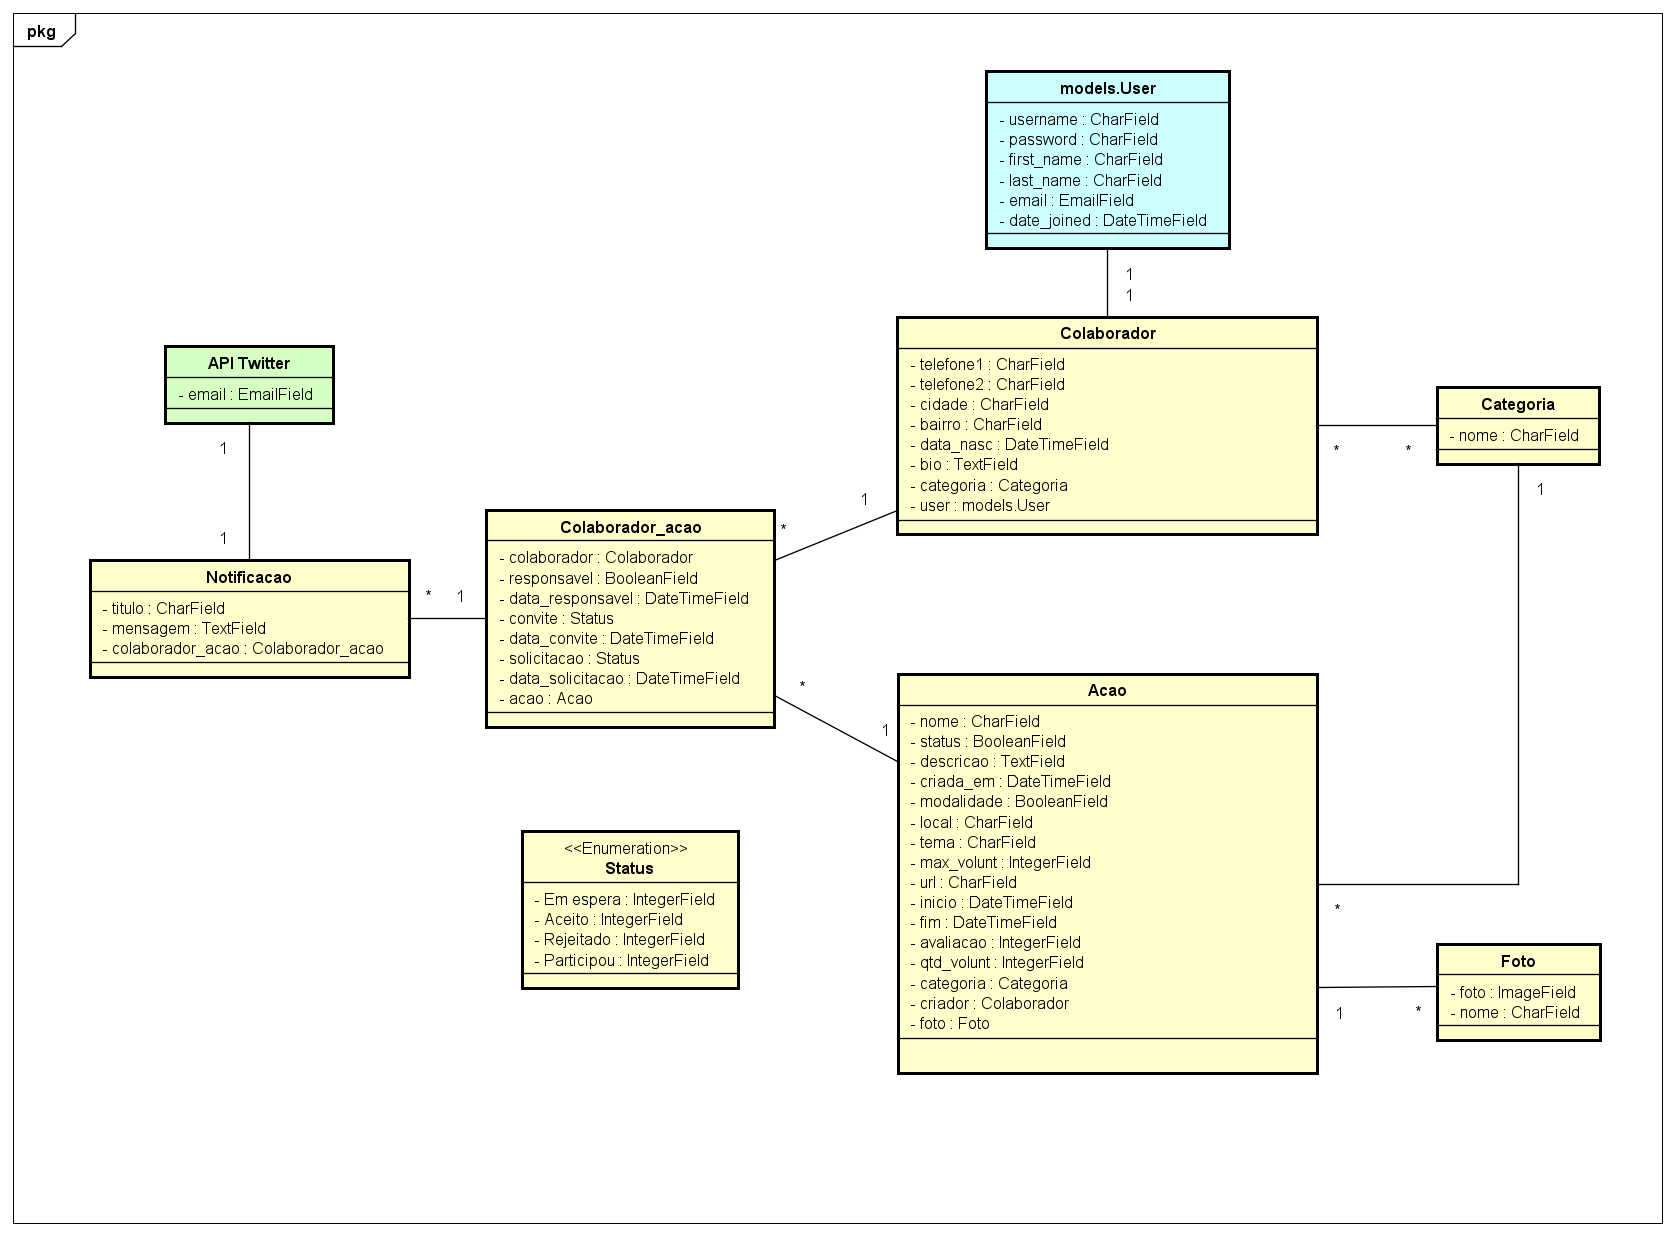 pkg
models.User
- username : CharField
- password : CharField
- first_name : CharField
- last_name : CharField
- email : EmailField
- date_joined : DateTimeField
1
1
Colaborador
- telefone1 : CharField
- telefone2 : CharField
- cidade : CharField
- bairro : CharField
- data_nasc : DateTimeField
- bio : TextField
- categoria : Categoria
- user : models.User
API Twitter
- email : EmailField
1
1
Categoria
- nome : CharField
*
*
1
1
*
Colaborador_acao
- colaborador : Colaborador
- responsavel : BooleanField
- data_responsavel : DateTimeField
- convite : Status
- data_convite : DateTimeField
- solicitacao : Status
- data_solicitacao : DateTimeField
- acao : Acao
Notificacao
- titulo : CharField
- mensagem : TextField
- colaborador_acao : Colaborador_acao
*
1
*
1
Acao
- nome : CharField
- status : BooleanField
- descricao : TextField
- criada_em : DateTimeField
- modalidade : BooleanField
- local : CharField
- tema : CharField
- max_volunt : IntegerField
- url : CharField
- inicio : DateTimeField
- fim : DateTimeField
- avaliacao : IntegerField
- qtd_volunt : IntegerField
- categoria : Categoria
- criador : Colaborador
- foto : Foto
<<Enumeration>>
Status
- Em espera : IntegerField
- Aceito : IntegerField
- Rejeitado : IntegerField
- Participou : IntegerField
*
Foto
- foto : ImageField
- nome : CharField
1
*